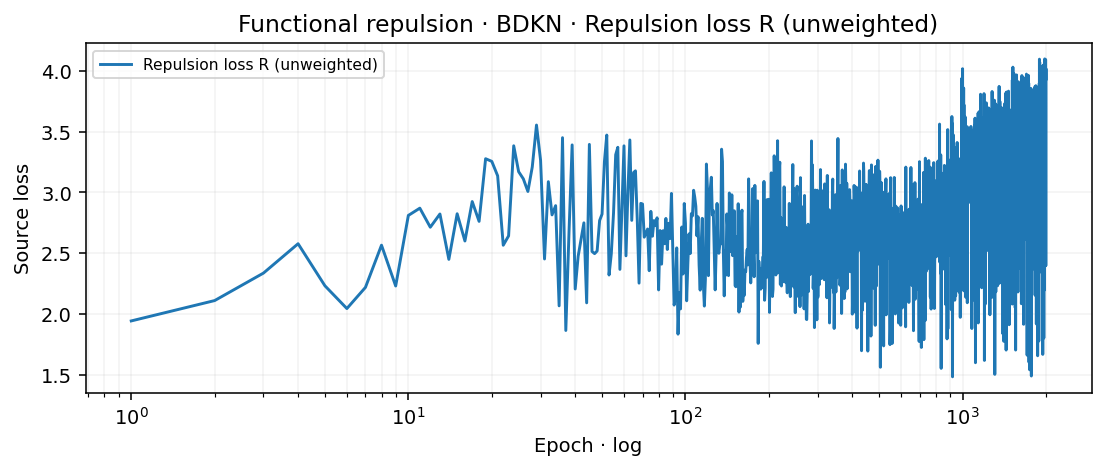 Functional repulsion · BDKN · Repulsion loss R (unweighted)
Repulsion loss R (unweighted)
Source loss
4.0
3.5
3.0
2.5
2.0
1.5
10⁰
10¹
10²
10³
Epoch · log